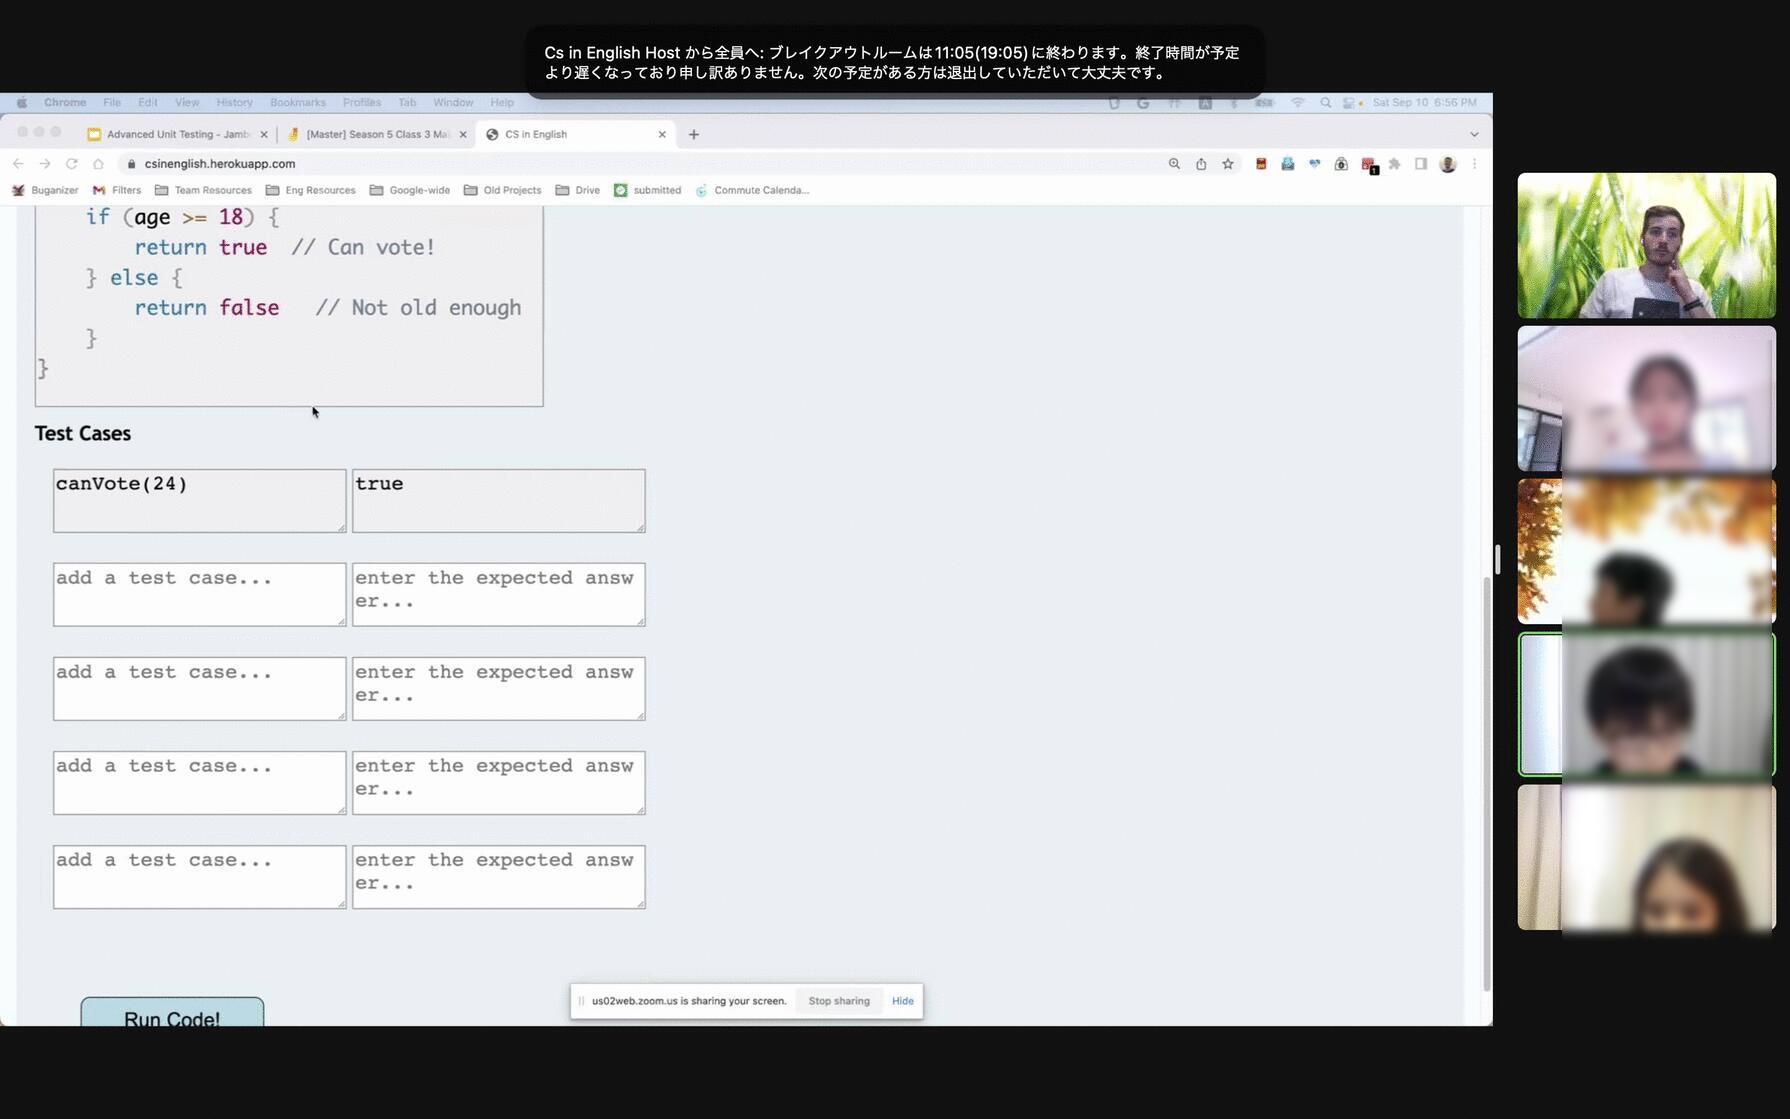 Cs in English Host から全員へ: ブレイクアウトルームは11:05(19:05)に終わります。終了時間が予定
より遅くなっており申し訳ありません。次の予定がある方は退出していただいて大丈夫です。
Chrome File Edit View History Bookmarks Profiles Tab Window Help Sat Sep 10 6:56 PM
Advanced Unit Testing - Jamb [Master] Season 5 Class 3 Ma CS in English
csinenglish.herokuapp.com
Buganizer Filters Team Resources Eng Resources Google-wide Old Projects Drive submitted Commute Calenda...
if (age >= 18) {
return true // Can vote!
} else {
return false // Not old enough
}
}
Test Cases
canVote(24) true
add a test case... enter the expected answ
er...
add a test case... enter the expected answ
er...
add a test case... enter the expected answ
er...
add a test case... enter the expected answ
er...
us02web.zoom.us is sharing your screen. Stop sharing Hide
Run Code!